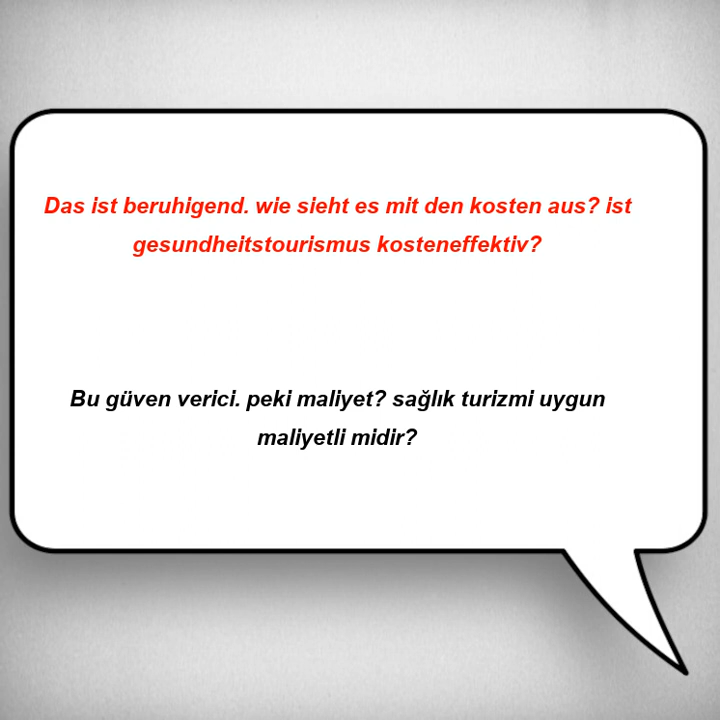 Das ist beruhigend. wie sieht es mit den kosten aus? ist
gesundheitstourismus kosteneffektiv?
Bu güven verici. peki maliyet? sağlık turizmi uygun
maliyetli midir?